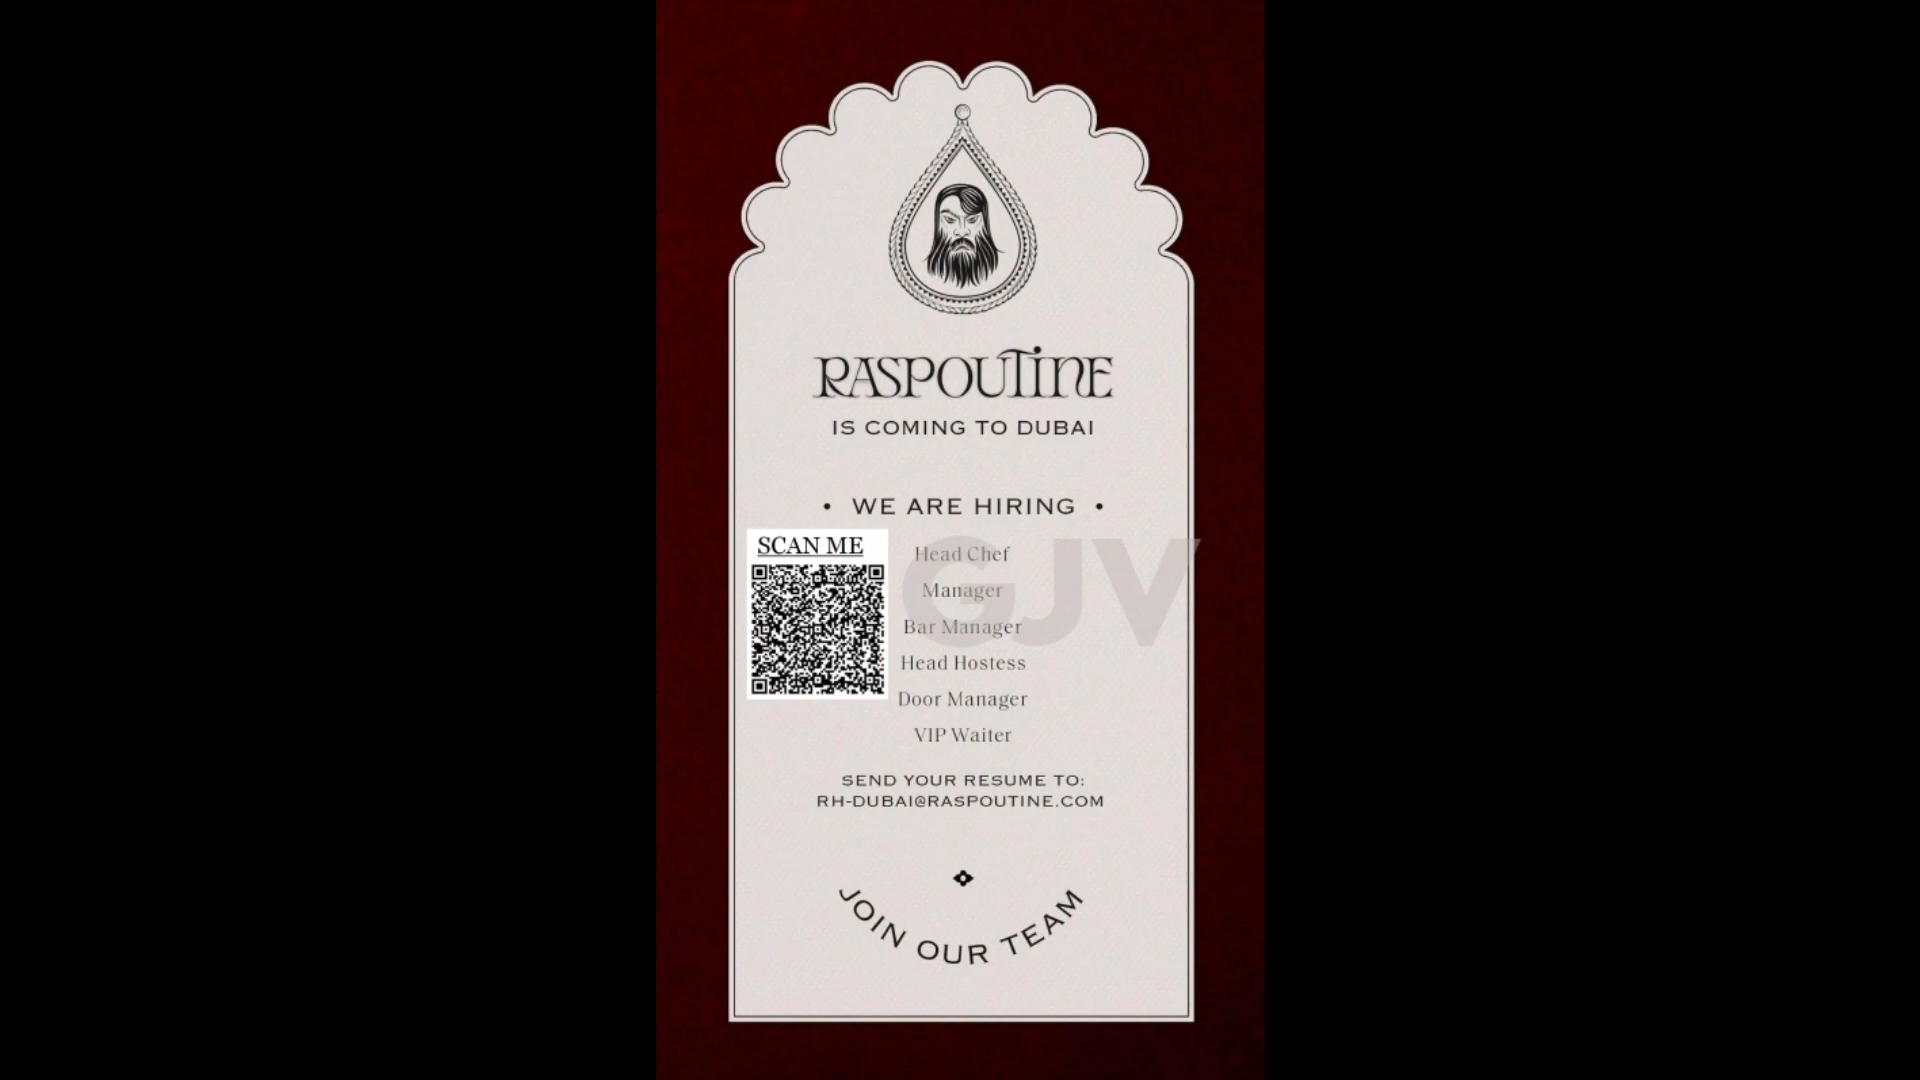 RASPOUTINE
IS COMING TO DUBAI
• WE ARE HIRING •
SCAN ME
GJV
Head Chef
Manager
Bar Manager
Head Hostess
Door Manager
VIP Waiter
SEND YOUR RESUME TO:
RH-DUBAI@RASPOUTINE.COM
JOIN OUR TEAM